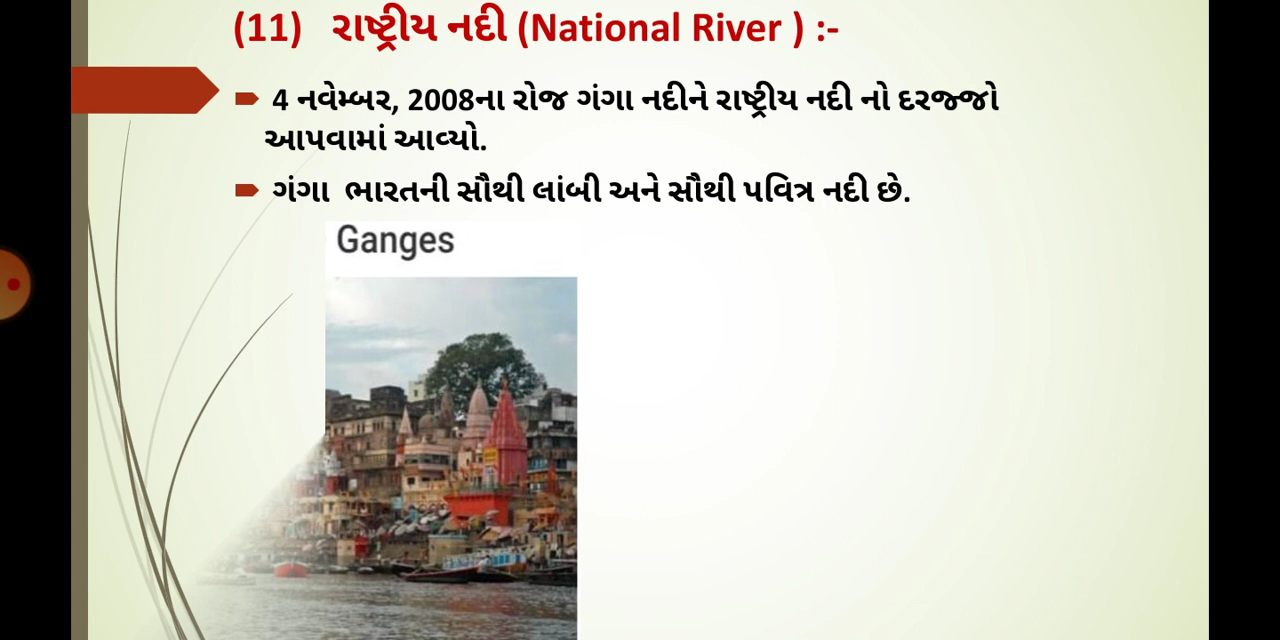 (11) રાષ્ટ્રીય નદી (National River ) :-
4 નવેમ્બર, 2008ના રોજ ગંગા નદીને રાષ્ટ્રીય નદી નો દરજ્જો
આપવામાં આવ્યો.
ગંગા ભારતની સૌથી લાંબી અને સૌથી પવિત્ર નદી છે.
Ganges